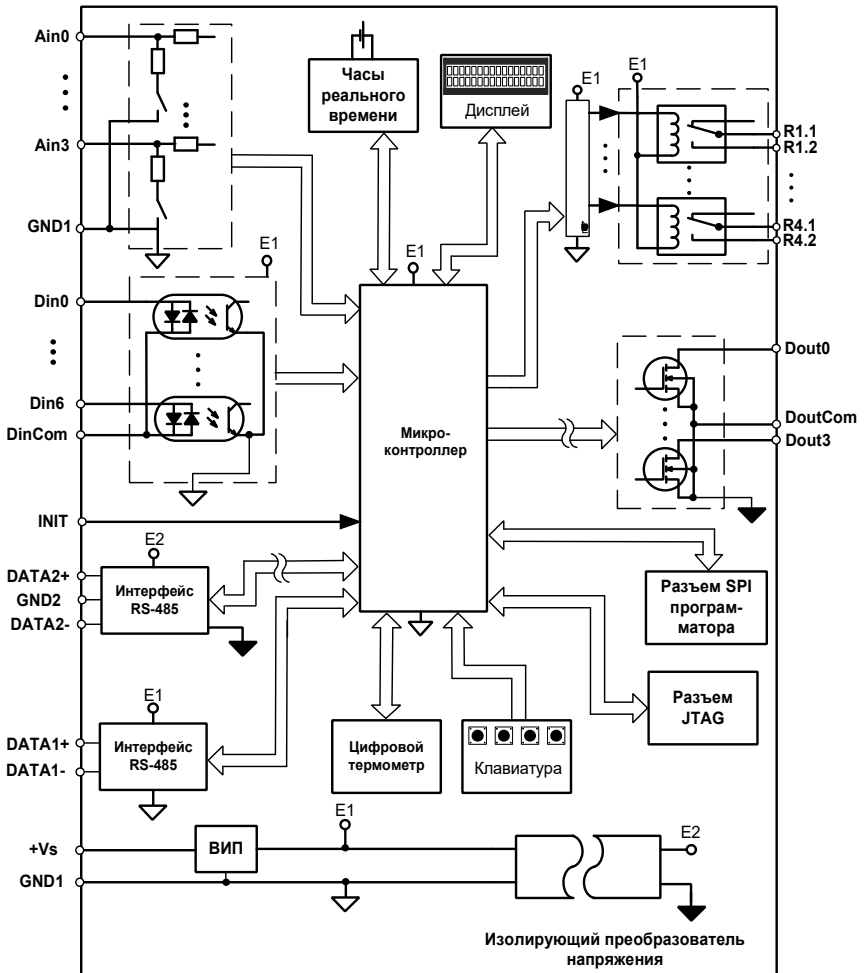 Ain0
Ain3
GND1
E1
Din0
Din6
DinCom
INIT
E2
DATA2+
GND2
DATA2-
Интерфейс
RS-485
E1
DATA1+
DATA1-
Интерфейс
RS-485
Часы
реального
времени
Дисплей
E1
E1
R1.1
R1.2
R4.1
R4.2
E1
Микро-
контроллер
Dout0
DoutCom
Dout3
Разъем SPI
програм-
матора
Разъем
JTAG
Цифровой
термометр
Клавиатура
+Vs
GND1
ВИП
E1
E2
Изолирующий преобразователь
напряжения